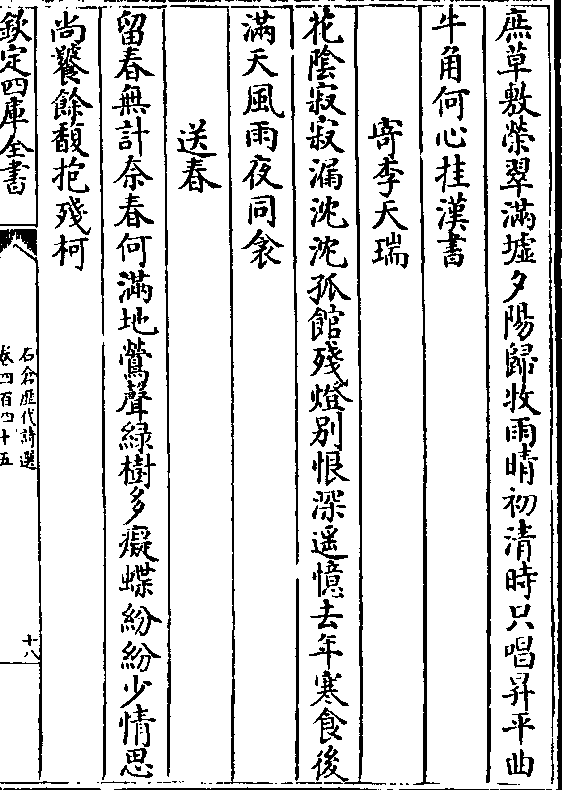 庶草敷榮翠滿墟夕陽歸牧雨晴初清時只唱昇平曲
牛角何心挂漢書
寄季天瑞
花陰寂寂漏沈沈孤館殘燈别恨深遥憶去年寒食後
滿天風雨夜同衾
送春
留春無計奈春何滿地鶯聲緑樹多癡蝶紛紛少情思
尚饕餘馥抱殘柯
欽定四庫全書
石倉歷代詩選
卷四百四十五
十八